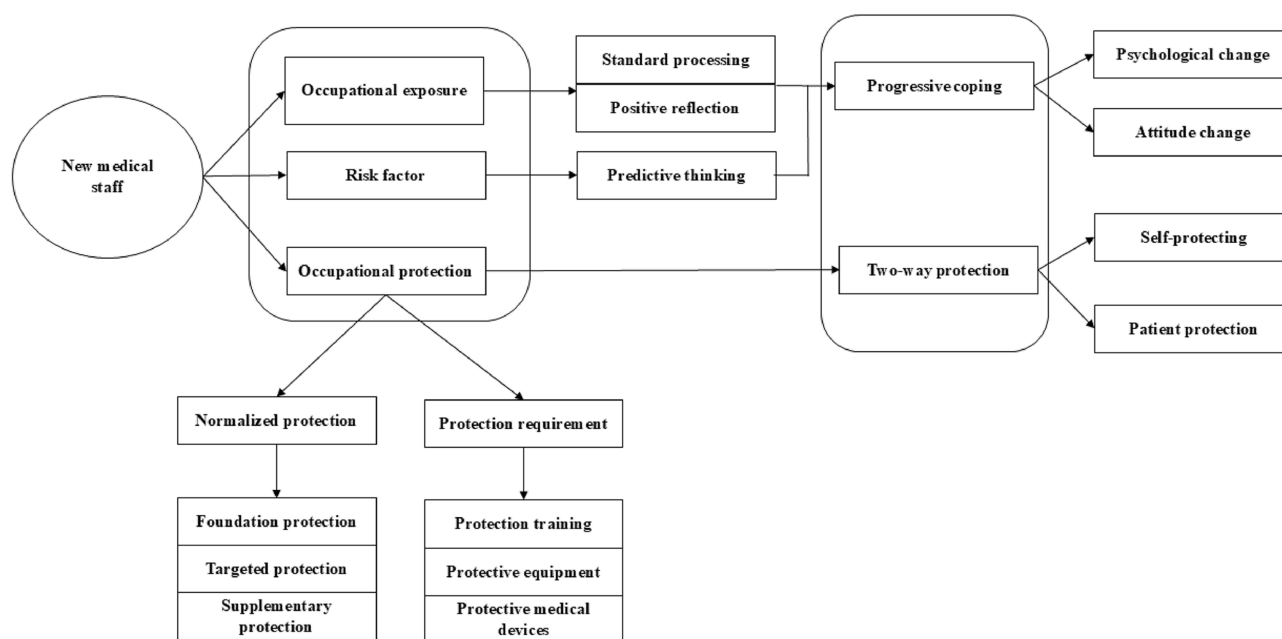 New medical
staff
Occupational exposure
Risk factor
Occupational protection
Standard processing
Positive reflection
Predictive thinking
Progressive coping
Two-way protection
Psychological change
Attitude change
Self-protecting
Patient protection
Normalized protection
Foundation protection
Targeted protection
Supplementary
protection
Protection requirement
Protection training
Protective equipment
Protective medical
devices